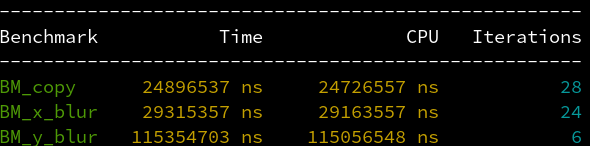 ----------------------------------------------------
Benchmark          Time             CPU   Iterations
----------------------------------------------------
BM_copy     24896537 ns     24726557 ns           28
BM_x_blur   29315357 ns     29163557 ns           24
BM_y_blur  115354703 ns    115056548 ns            6